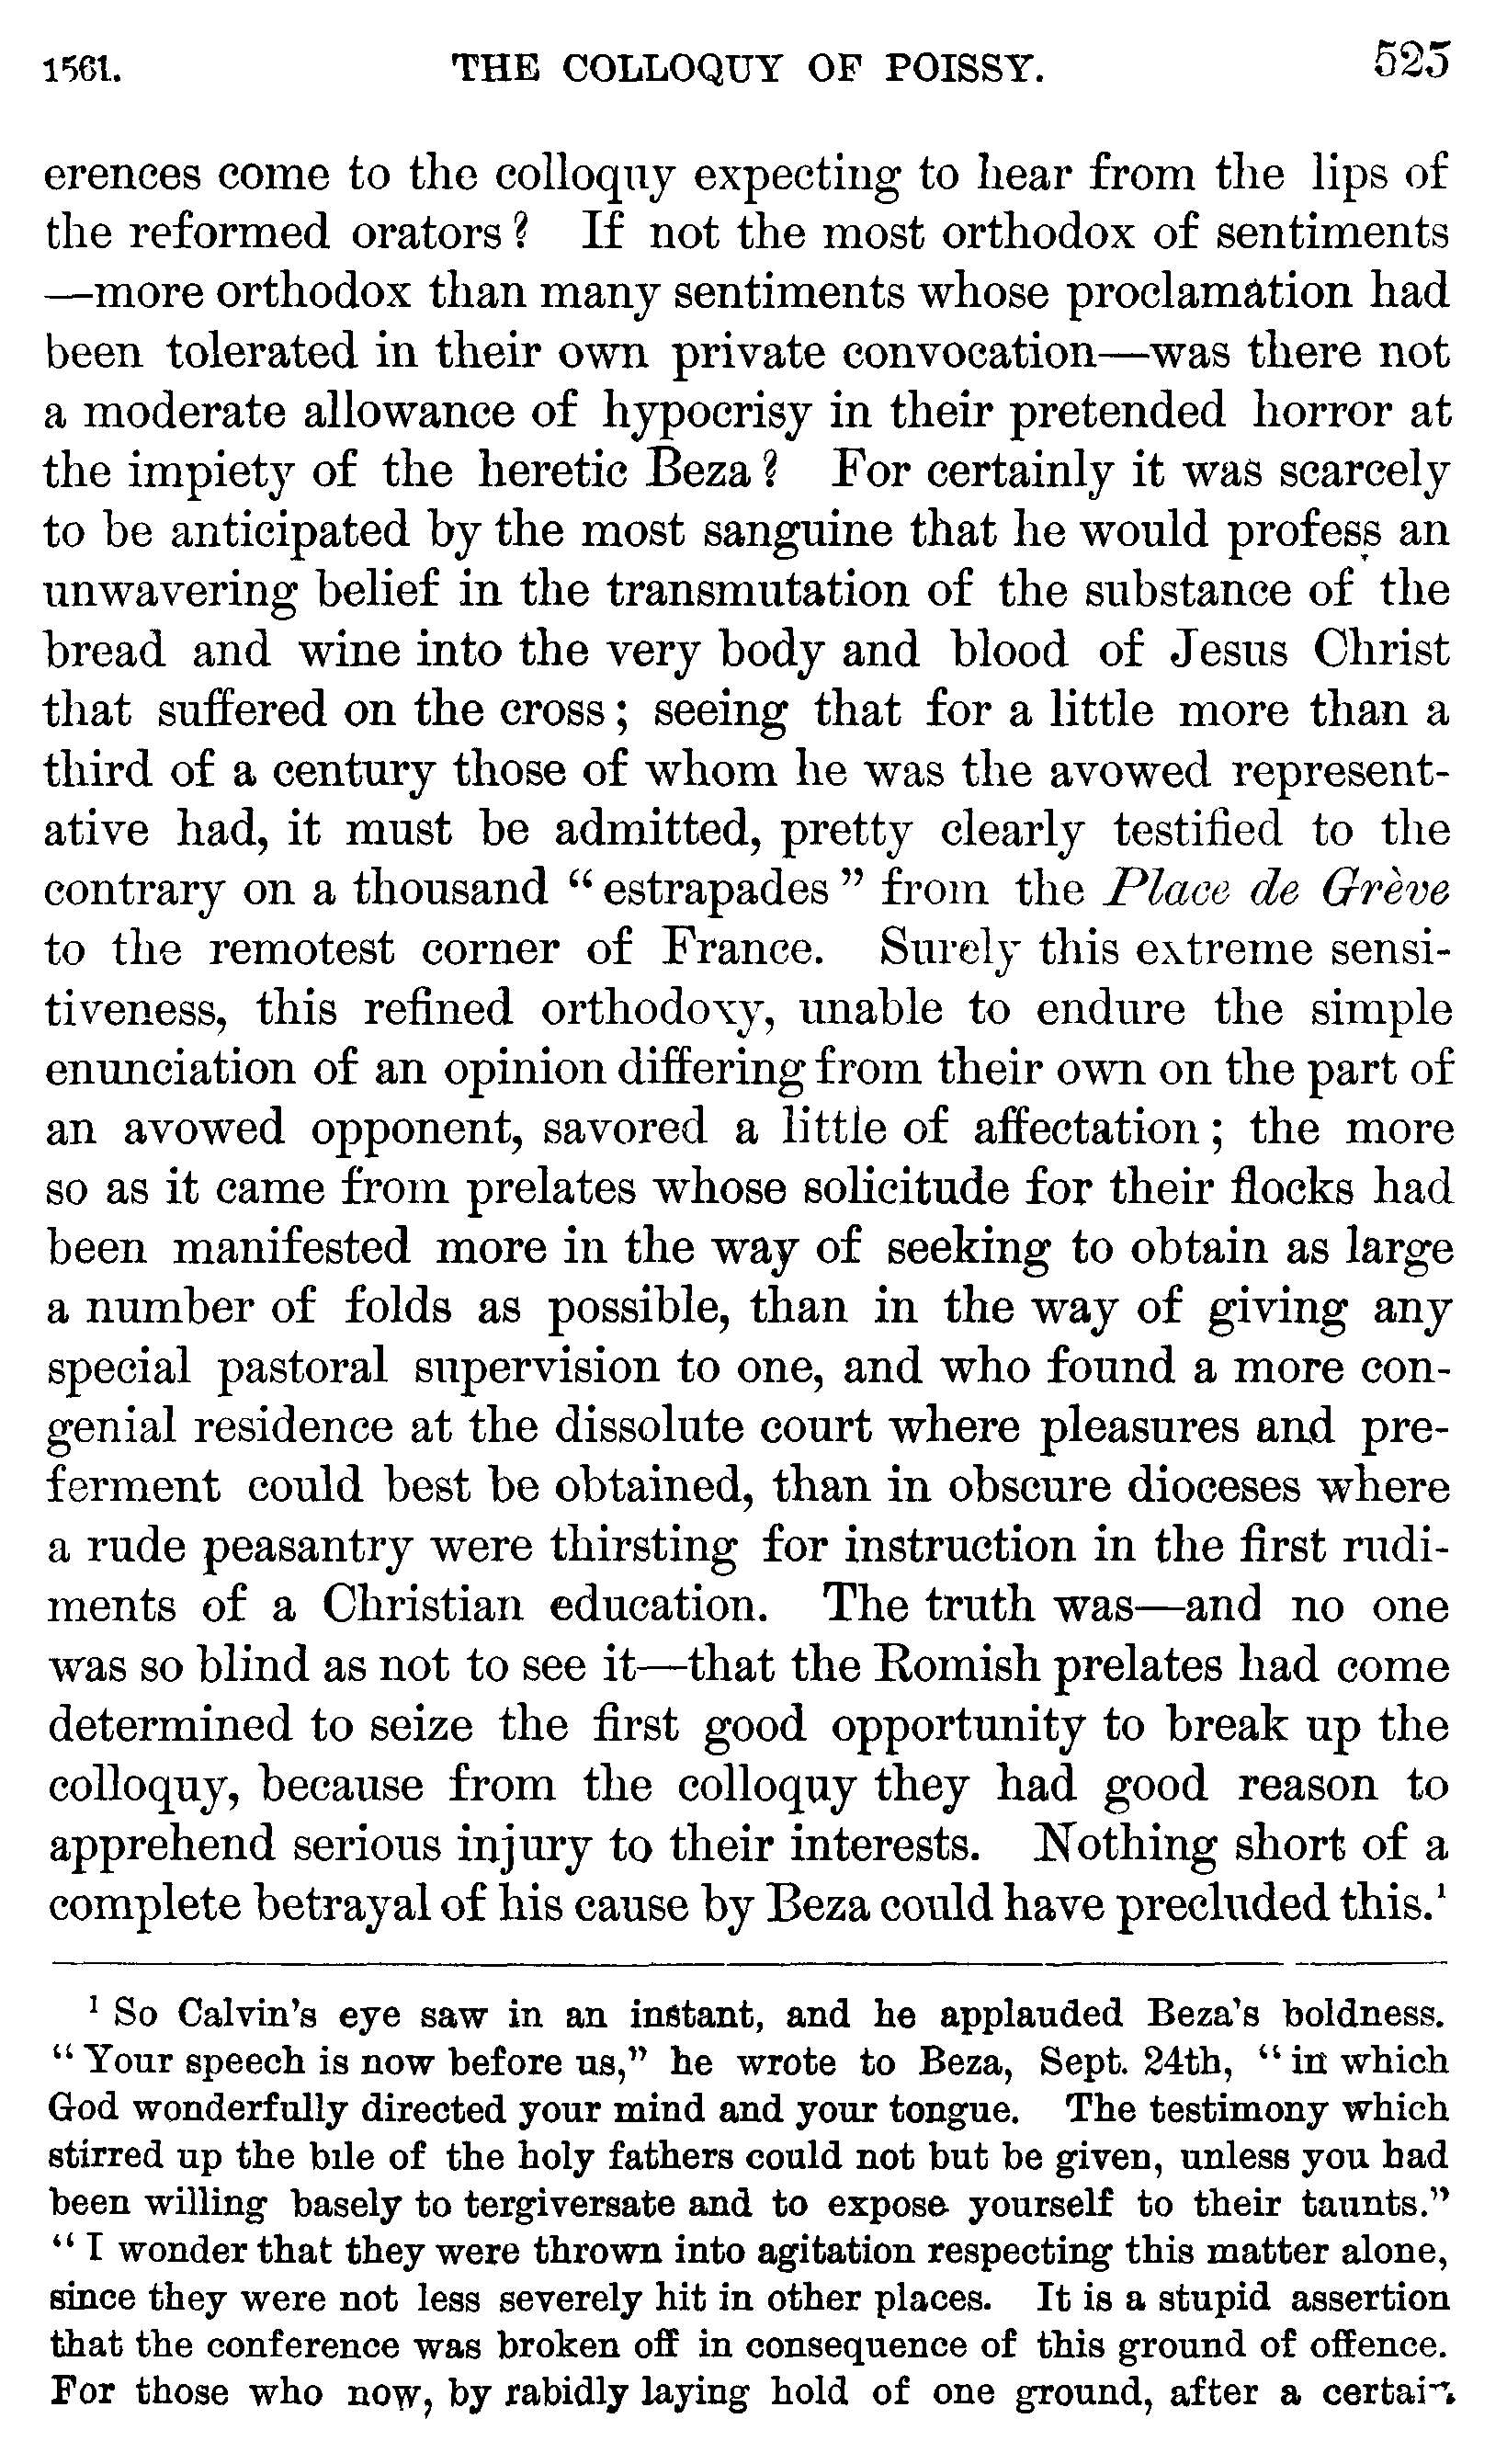 1561. THE COLLOQUY OF POISSY. 525
erences come to the colloquy expecting to hear from the lips of
the reformed orators? If not the most orthodox of sentiments
—more orthodox than many sentiments whose proclamation had
been tolerated in their own private convocation—was there not
a moderate allowance of hypocrisy in their pretended horror at
the impiety of the heretic Beza? For certainly it was scarcely
to be anticipated by the most sanguine that he would profess an
unwavering belief in the transmutation of the substance of the
bread and wine into the very body and blood of Jesus Christ
that suffered on the cross; seeing that for a little more than a
third of a century those of whom he was the avowed represent-
ative had, it must be admitted, pretty clearly testified to the
contrary on a thousand "estrapades" from the Place de Grève
to the remotest corner of France. Surely this extreme sensi-
tiveness, this refined orthodoxy, unable to endure the simple
enunciation of an opinion differing from their own on the part of
an avowed opponent, savored a little of affectation; the more
so as it came from prelates whose solicitude for their flocks had
been manifested more in the way of seeking to obtain as large
a number of folds as possible, than in the way of giving any
special pastoral supervision to one, and who found a more con-
genial residence at the dissolute court where pleasures and pre-
ferment could best be obtained, than in obscure dioceses where
a rude peasantry were thirsting for instruction in the first rudi-
ments of a Christian education. The truth was—and no one
was so blind as not to see it—that the Romish prelates had come
determined to seize the first good opportunity to break up the
colloquy, because from the colloquy they had good reason to
apprehend serious injury to their interests. Nothing short of a
complete betrayal of his cause by Beza could have precluded this.¹
¹ So Calvin's eye saw in an instant, and he applauded Beza's boldness.
"Your speech is now before us," he wrote to Beza, Sept. 24th, "in which
God wonderfully directed your mind and your tongue. The testimony which
stirred up the bile of the holy fathers could not but be given, unless you had
been willing basely to tergiversate and to expose yourself to their taunts."
"I wonder that they were thrown into agitation respecting this matter alone,
since they were not less severely hit in other places. It is a stupid assertion
that the conference was broken off in consequence of this ground of offence.
For those who now, by rabidly laying hold of one ground, after a certain